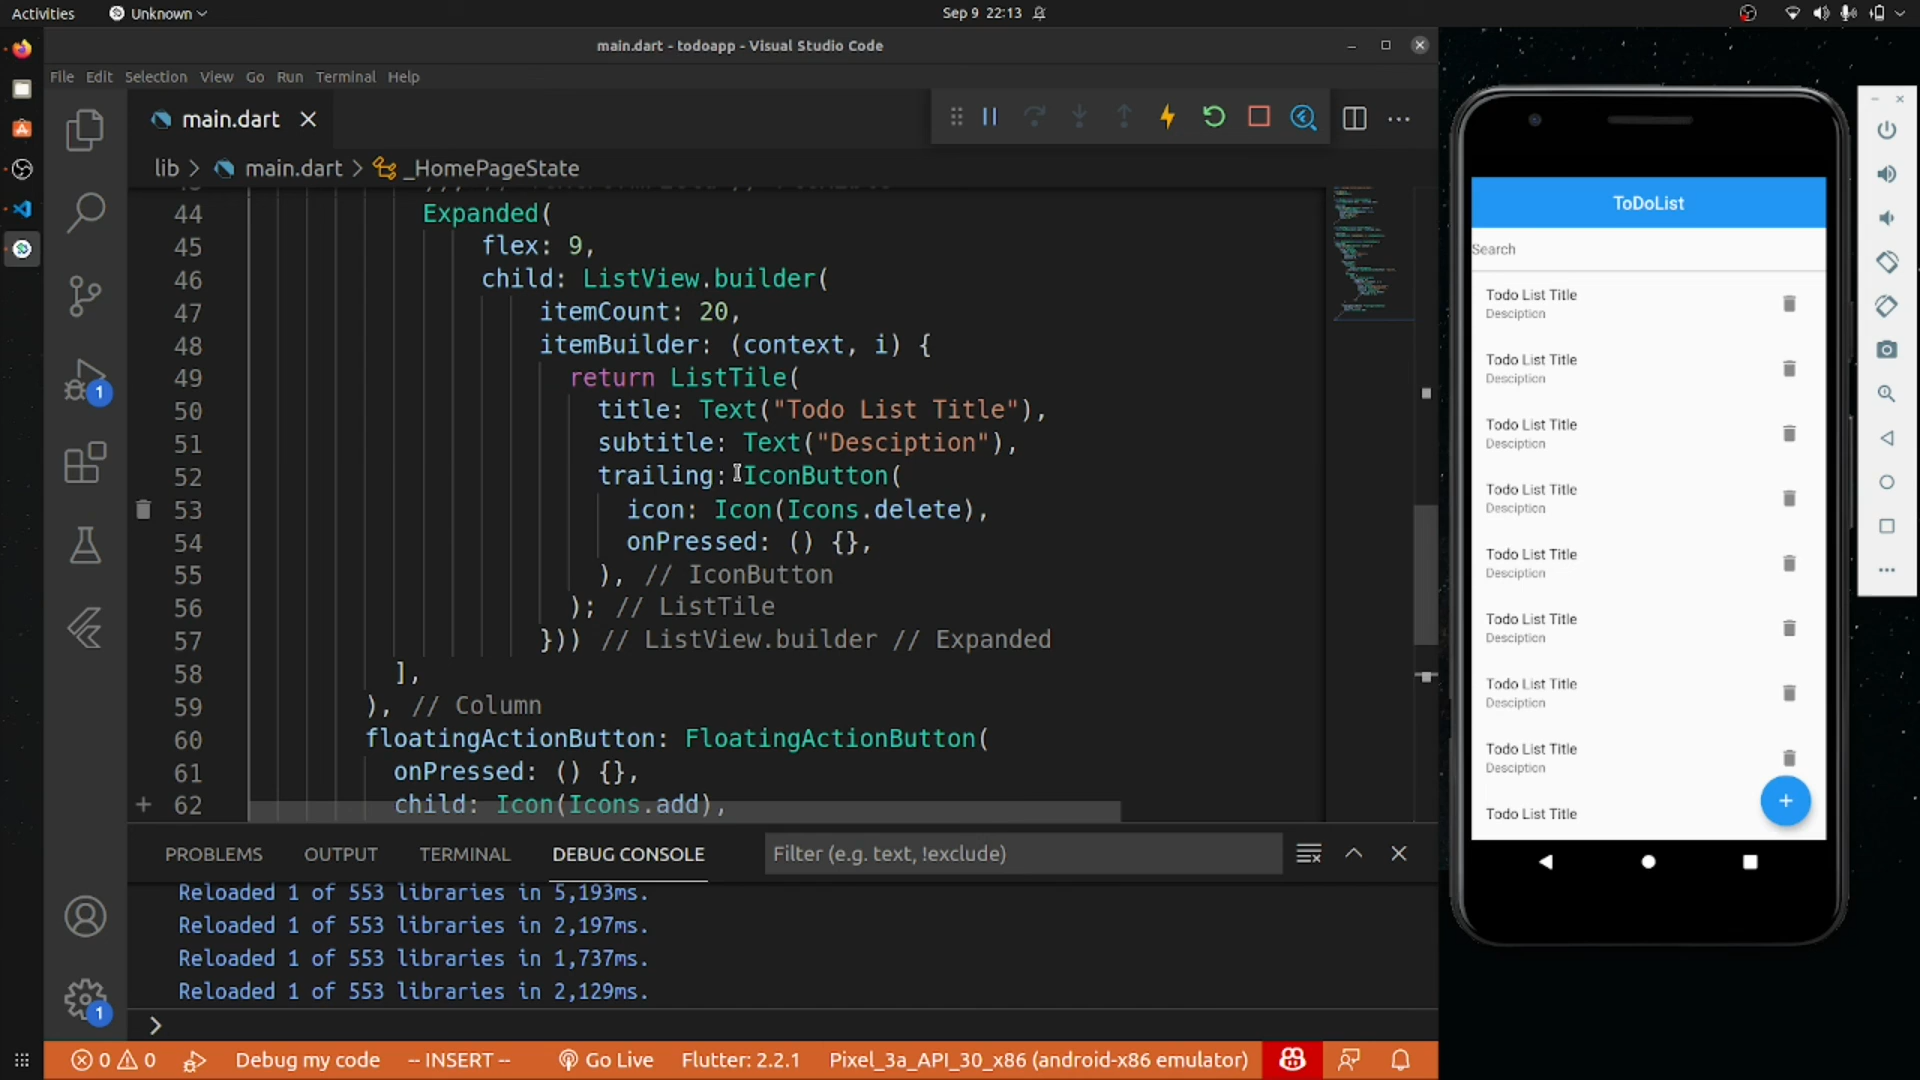 Activities
Unknown
Sep 9 22:13
main.dart - todoapp - Visual Studio Code
File Edit Selection View Go Run Terminal Help
main.dart
lib > main.dart > _HomePageState
44 Expanded(
45 flex: 9,
46 child: ListView.builder(
47 itemCount: 20,
48 itemBuilder: (context, i) {
49 return ListTile(
50 title: Text("Todo List Title"),
51 subtitle: Text("Desciption"),
52 trailing: IconButton(
53 icon: Icon(Icons.delete),
54 onPressed: () {},
55 ), // IconButton
56 ); // ListTile
57 })) // ListView.builder // Expanded
58 ],
59 ), // Column
60 floatingActionButton: FloatingActionButton(
61 onPressed: () {},
62 child: Icon(Icons.add),
1
1
PROBLEMS OUTPUT TERMINAL DEBUG CONSOLE
Filter (e.g. text, !exclude)
Reloaded 1 of 553 libraries in 5,193ms.
Reloaded 1 of 553 libraries in 2,197ms.
Reloaded 1 of 553 libraries in 1,737ms.
Reloaded 1 of 553 libraries in 2,129ms.
>
0 0 Debug my code -- INSERT -- Go Live Flutter: 2.2.1 Pixel_3a_API_30_x86 (android-x86 emulator)
ToDoList
Search
Todo List Title
Desciption
Todo List Title
Desciption
Todo List Title
Desciption
Todo List Title
Desciption
Todo List Title
Desciption
Todo List Title
Desciption
Todo List Title
Desciption
Todo List Title
Desciption
Todo List Title